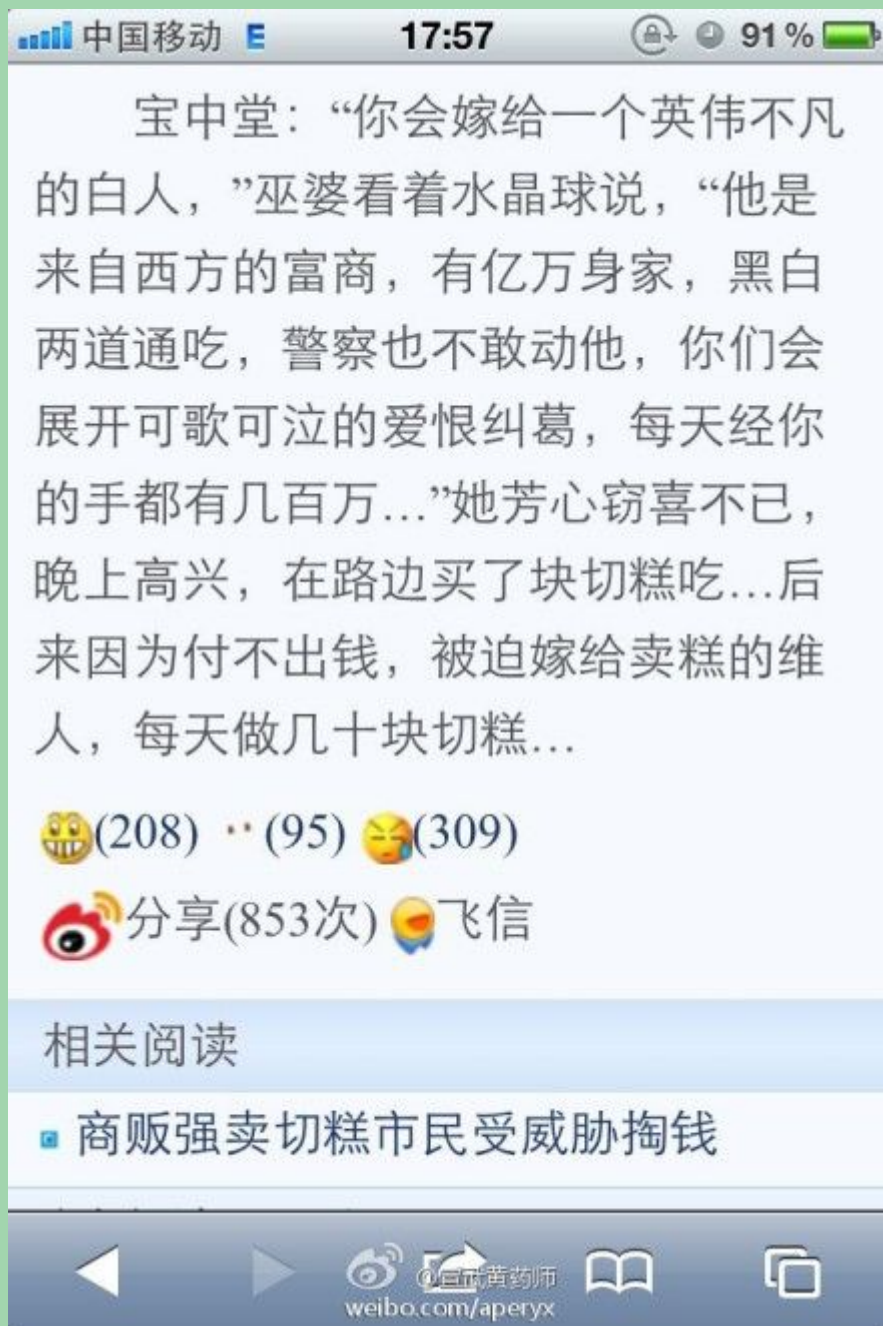 中国移动 E 17:57 91%
宝中堂：“你会嫁给一个英伟不凡
的白人，”巫婆看着水晶球说，“他是
来自西方的富商，有亿万身家，黑白
两道通吃，警察也不敢动他，你们会
展开可歌可泣的爱恨纠葛，每天经你
的手都有几百万…”她芳心窃喜不已，
晚上高兴，在路边买了块切糕吃…后
来因为付不出钱，被迫嫁给卖糕的维
人，每天做几十块切糕…
(208) (95) (309)
分享(853次) 飞信
相关阅读
商贩强卖切糕市民受威胁掏钱
@宣武黄药师
weibo.com/aperyx